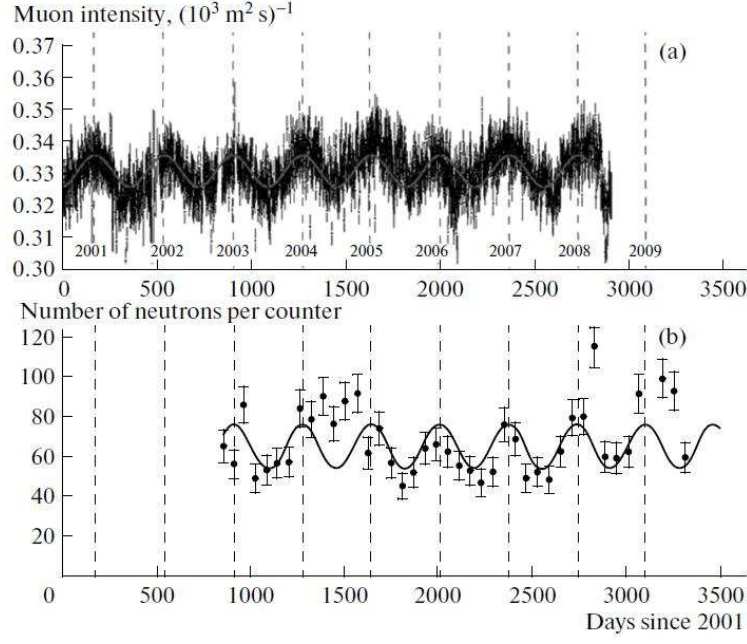 Muon intensity, (10³ m² s)⁻¹
(a)
0.37
0.36
0.35
0.34
0.33
0.32
0.31
0.30
2001 2002 2003 2004 2005 2006 2007 2008 2009
0 500 1000 1500 2000 2500 3000 3500
Number of neutrons per counter
(b)
120
100
80
60
40
20
0 500 1000 1500 2000 2500 3000 3500
Days since 2001